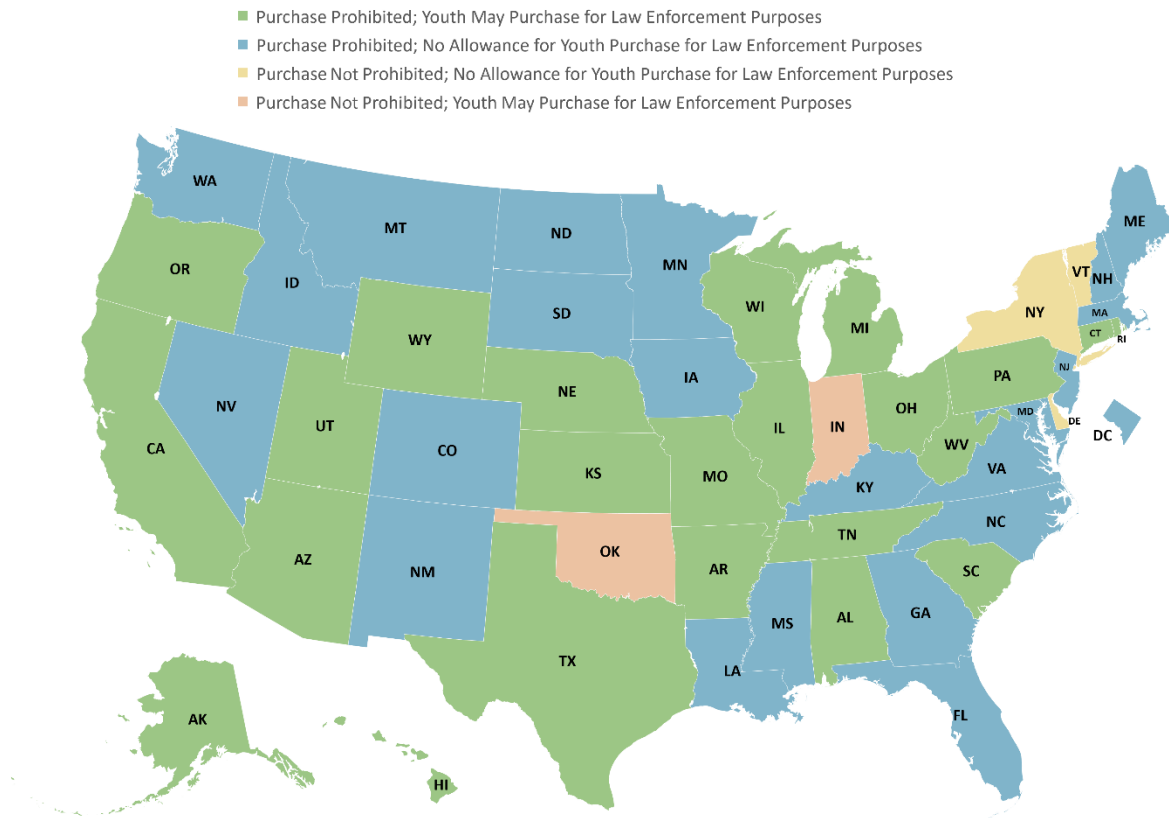 Purchase Prohibited; Youth May Purchase for Law Enforcement Purposes
Purchase Prohibited; No Allowance for Youth Purchase for Law Enforcement Purposes
Purchase Not Prohibited; No Allowance for Youth Purchase for Law Enforcement Purposes
Purchase Not Prohibited; Youth May Purchase for Law Enforcement Purposes
WA
MT
ND
MN
ME
OR
ID
SD
WI
MI
NY
VT
NH
MA
CT
RI
WY
IA
NE
PA
NJ
NV
UT
CO
KS
MO
IL
IN
OH
WV
MD
DE
DC
VA
CA
KY
NC
TN
AZ
NM
OK
AR
SC
MS
AL
GA
TX
LA
FL
AK
HI